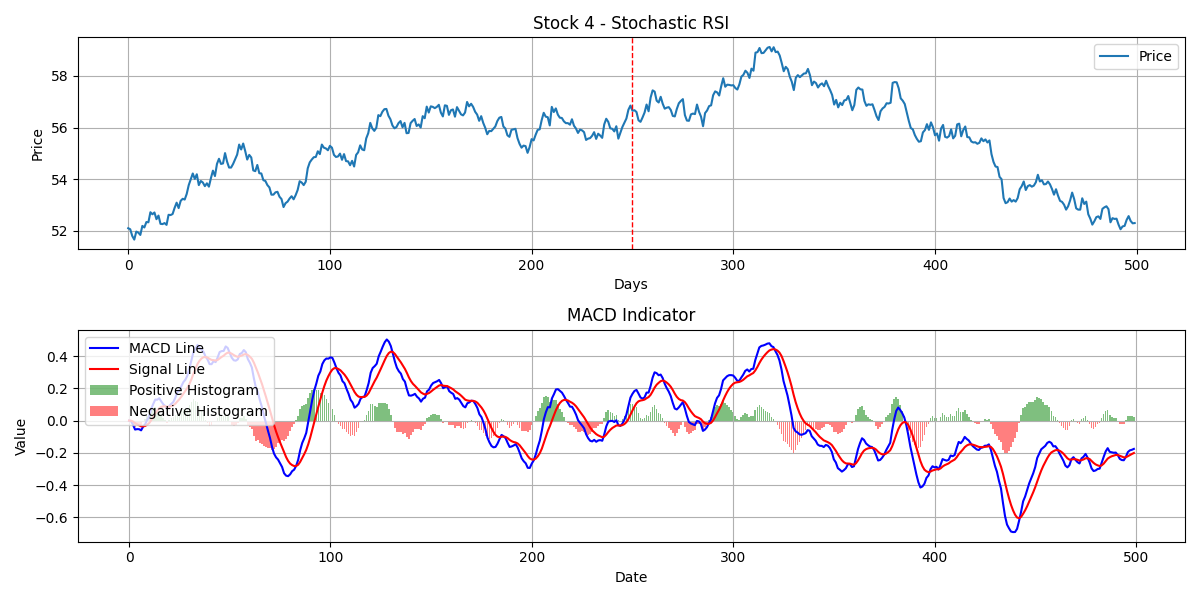 Stock 4 - Stochastic RSI
Price
58
56
54
52
Price
0 100 200 300 400 500
Days
MACD Indicator
MACD Line
Signal Line
Positive Histogram
Negative Histogram
0.4
0.2
0.0
−0.2
−0.4
−0.6
Value
0 100 200 300 400 500
Date